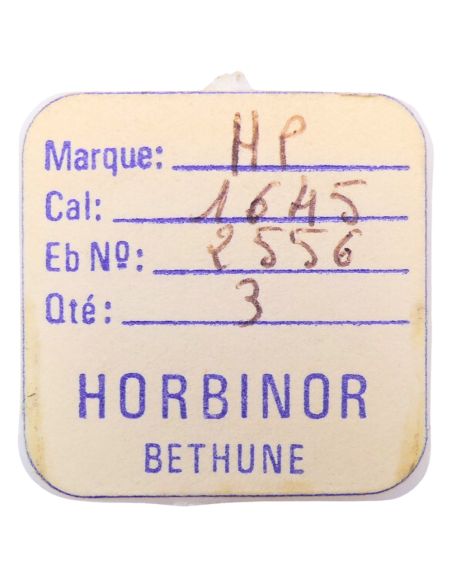 Marque: HP
Cal: 1645
Eb Nº: 2556
Qté: 3
HORBINOR
BETHUNE